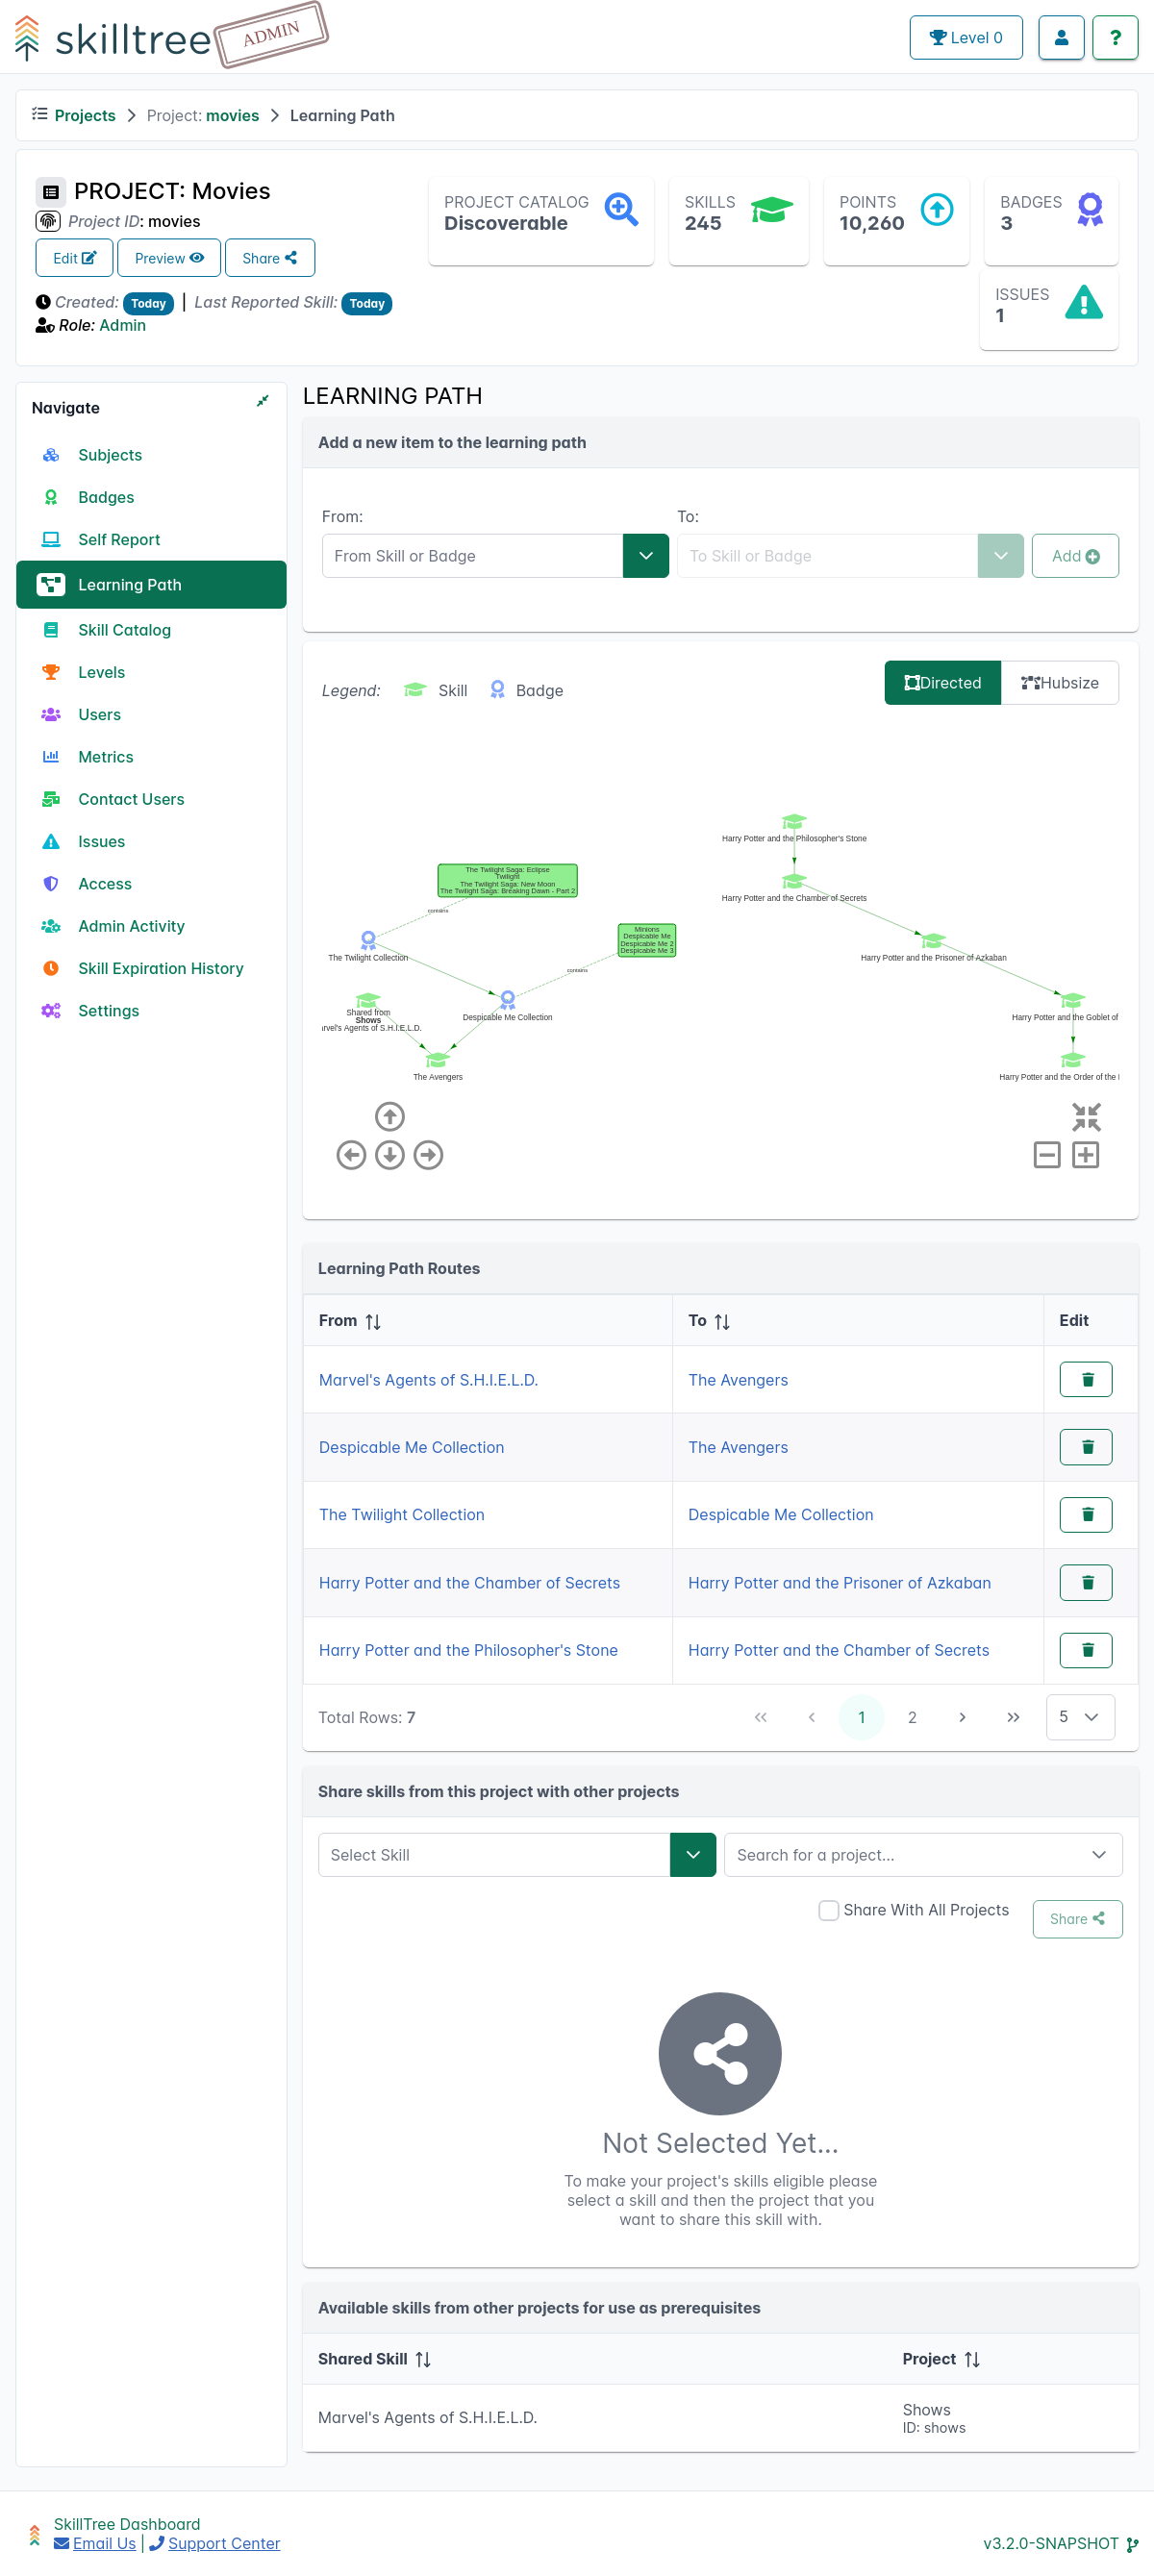 skilltree ADMIN
Level 0
Projects > Project: movies > Learning Path
PROJECT: Movies
Project ID: movies
Edit Preview Share
Created: Today | Last Reported Skill: Today
Role: Admin
PROJECT CATALOG
Discoverable
SKILLS
245
POINTS
10,260
BADGES
3
ISSUES
1
Navigate
Subjects
Badges
Self Report
Learning Path
Skill Catalog
Levels
Users
Metrics
Contact Users
Issues
Access
Admin Activity
Skill Expiration History
Settings
LEARNING PATH
Add a new item to the learning path
From: To:
From Skill or Badge To Skill or Badge Add
Legend: Skill Badge
Directed Hubsize
Harry Potter and the Philosopher's Stone
The Twilight Saga: Eclipse
Twilight
The Twilight Saga: New Moon
The Twilight Saga: Breaking Dawn - Part 2
Harry Potter and the Chamber of Secrets
contains
Minions
Despicable Me
Despicable Me 2
Despicable Me 3
The Twilight Collection
Harry Potter and the Prisoner of Azkaban
contains
Shared from
Shows
rvel's Agents of S.H.I.E.L.D.
Despicable Me Collection
Harry Potter and the Goblet of
The Avengers
Harry Potter and the Order of the
Learning Path Routes
From To Edit
Marvel's Agents of S.H.I.E.L.D. The Avengers
Despicable Me Collection The Avengers
The Twilight Collection Despicable Me Collection
Harry Potter and the Chamber of Secrets Harry Potter and the Prisoner of Azkaban
Harry Potter and the Philosopher's Stone Harry Potter and the Chamber of Secrets
Total Rows: 7 1 2 5
Share skills from this project with other projects
Select Skill Search for a project...
Share With All Projects Share
Not Selected Yet...
To make your project's skills eligible please
select a skill and then the project that you
want to share this skill with.
Available skills from other projects for use as prerequisites
Shared Skill Project
Marvel's Agents of S.H.I.E.L.D. Shows
ID: shows
SkillTree Dashboard
Email Us | Support Center
v3.2.0-SNAPSHOT